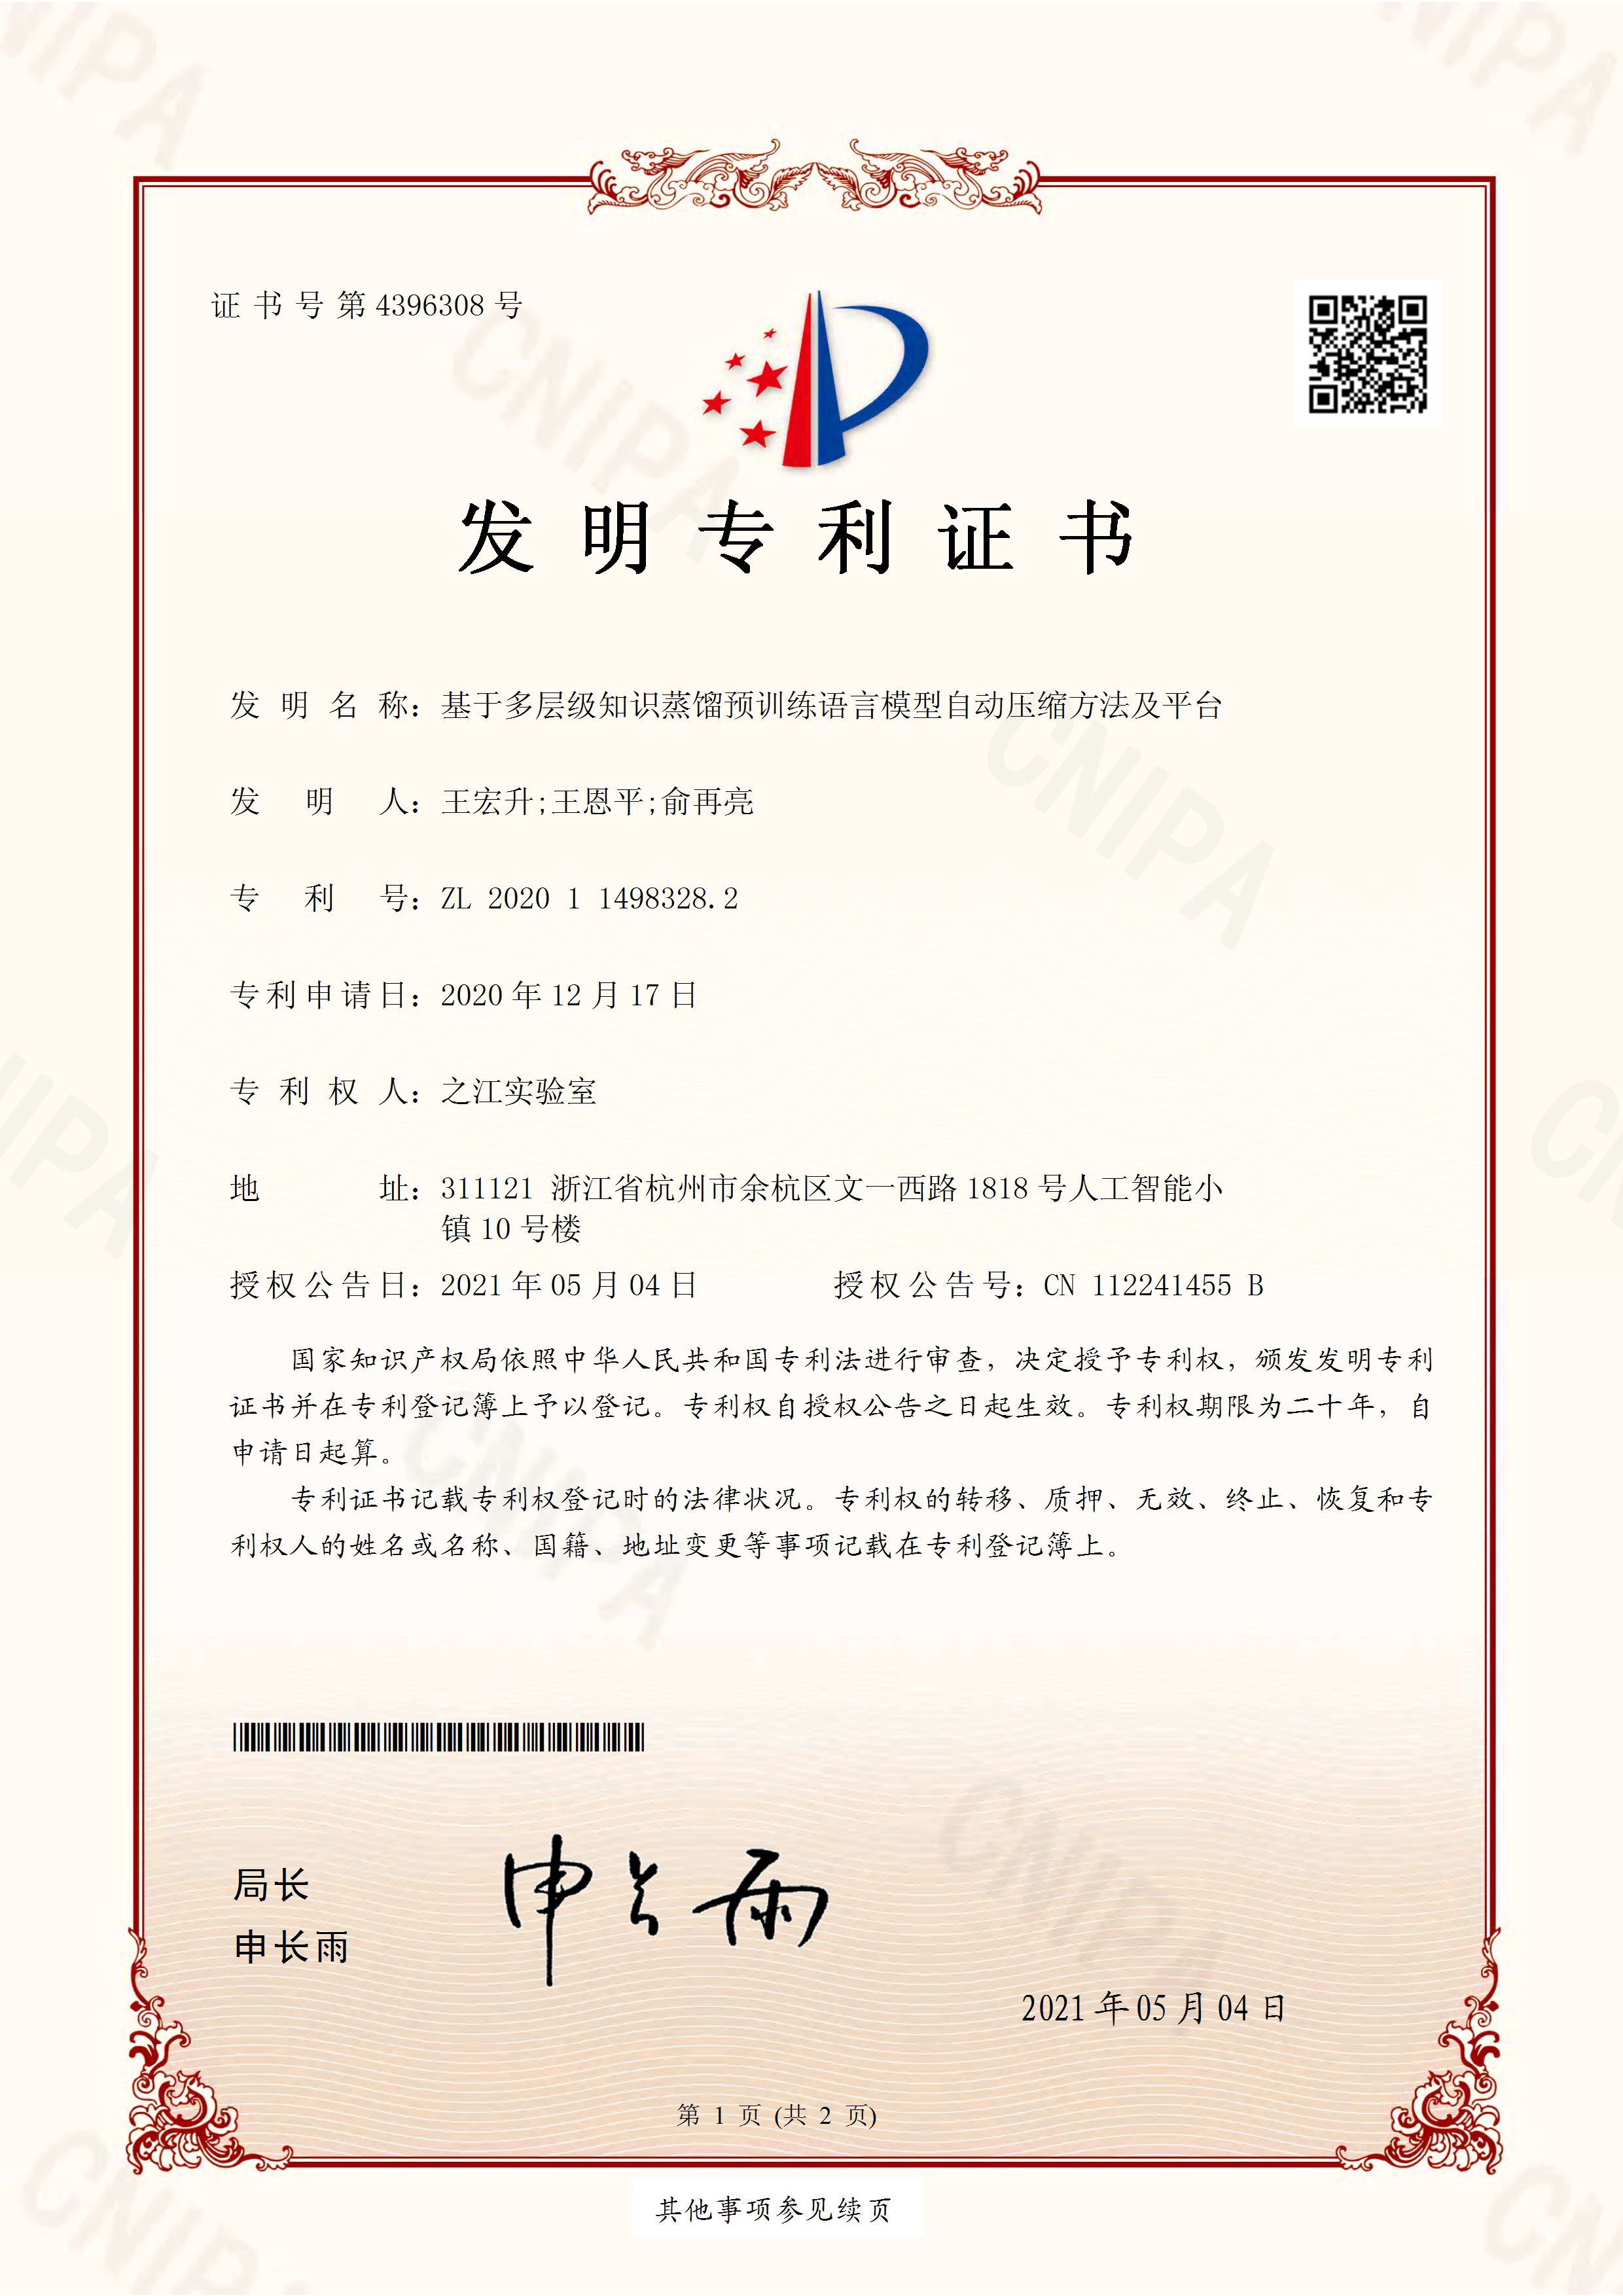 证书号第4396308号
发明专利证书
发明名称：基于多层级知识蒸馏预训练语言模型自动压缩方法及平台
发明人：王宏升;王恩平;俞再亮
专利号：ZL 2020 1 1498328.2
专利申请日：2020年12月17日
专利权人：之江实验室
地址：311121 浙江省杭州市余杭区文一西路1818号人工智能小
镇10号楼
授权公告日：2021年05月04日 授权公告号：CN 112241455 B
国家知识产权局依照中华人民共和国专利法进行审查，决定授予专利权，颁发发明专利
证书并在专利登记簿上予以登记。专利权自授权公告之日起生效。专利权期限为二十年，自
申请日起算。
专利证书记载专利权登记时的法律状况。专利权的转移、质押、无效、终止、恢复和专
利权人的姓名或名称、国籍、地址变更等事项记载在专利登记簿上。
局长
申长雨
申长雨
2021年05月04日
第 1 页 (共 2 页)
其他事项参见续页
CNIPA
CNIPA
CNIPA
CNIPA
CNIPA